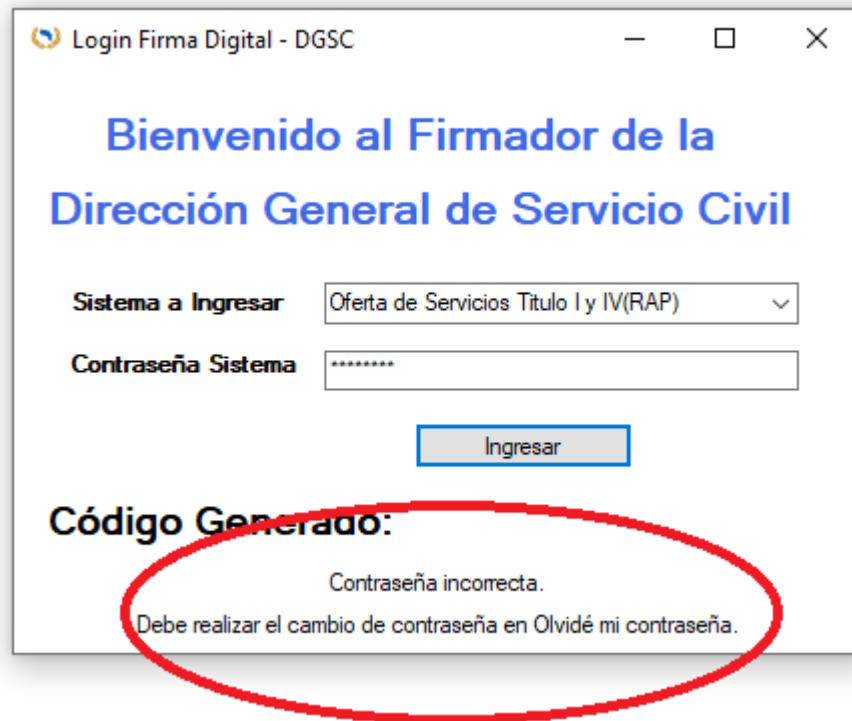 Login Firma Digital - DGSC
Bienvenido al Firmador de la
Dirección General de Servicio Civil
Sistema a Ingresar
Oferta de Servicios Titulo I y IV(RAP)
Contraseña Sistema
********
Ingresar
Código Generado:
Contraseña incorrecta.
Debe realizar el cambio de contraseña en Olvidé mi contraseña.